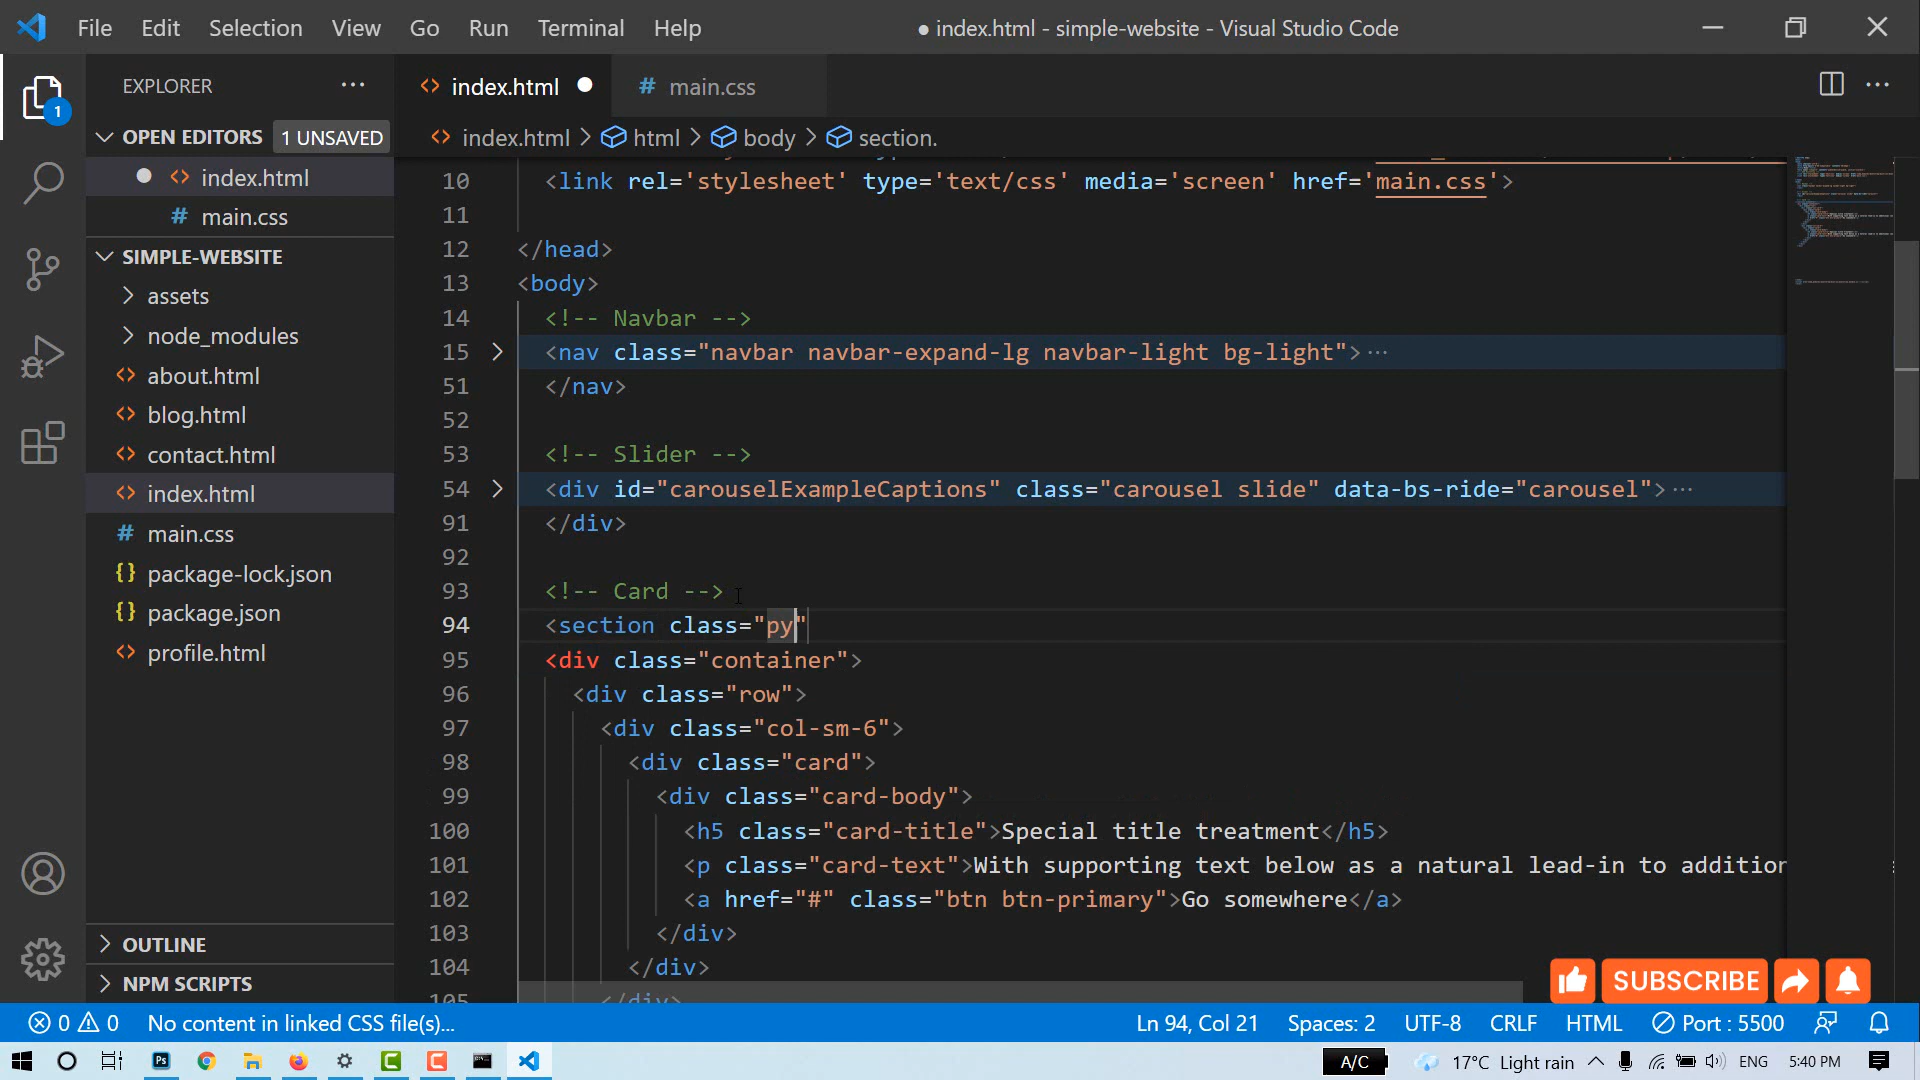 File Edit Selection View Go Run Terminal Help
● index.html - simple-website - Visual Studio Code
EXPLORER
index.html
# main.css
1
OPEN EDITORS 1 UNSAVED
index.html > html > body > section.
index.html
# main.css
SIMPLE-WEBSITE
assets
node_modules
about.html
blog.html
contact.html
index.html
# main.css
{} package-lock.json
{} package.json
profile.html
OUTLINE
NPM SCRIPTS
10 <link rel='stylesheet' type='text/css' media='screen' href='main.css'>
11
12 </head>
13 <body>
14 <!-- Navbar -->
15 <nav class="navbar navbar-expand-lg navbar-light bg-light">···
51 </nav>
52
53 <!-- Slider -->
54 <div id="carouselExampleCaptions" class="carousel slide" data-bs-ride="carousel">···
91 </div>
92
93 <!-- Card -->
94 <section class="py"
95 <div class="container">
96 <div class="row">
97 <div class="col-sm-6">
98 <div class="card">
99 <div class="card-body">
100 <h5 class="card-title">Special title treatment</h5>
101 <p class="card-text">With supporting text below as a natural lead-in to addition
102 <a href="#" class="btn btn-primary">Go somewhere</a>
103 </div>
104 </div>
105 </div>
SUBSCRIBE
0 0 No content in linked CSS file(s)...
Ln 94, Col 21 Spaces: 2 UTF-8 CRLF HTML Port : 5500
Ps
A/C 17°C Light rain ENG 5:40 PM